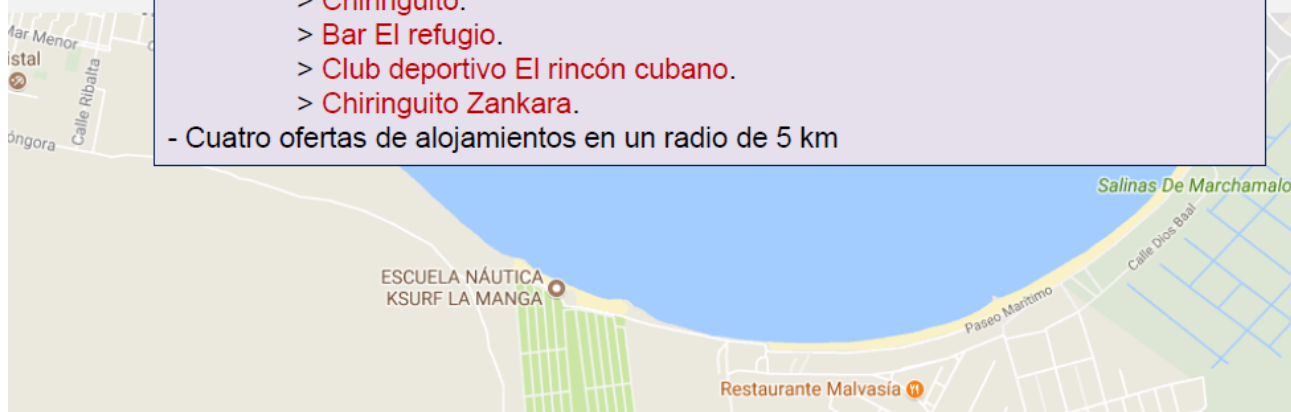 > Chiringuito.
> Bar El refugio.
> Club deportivo El rincón cubano.
> Chiringuito Zankara.
- Cuatro ofertas de alojamientos en un radio de 5 km
Mar Menor
istal
Calle Ribalta
óngora
Salinas De Marchamalo
Calle Dios Baal
ESCUELA NÁUTICA
KSURF LA MANGA
Paseo Marítimo
Restaurante Malvasía